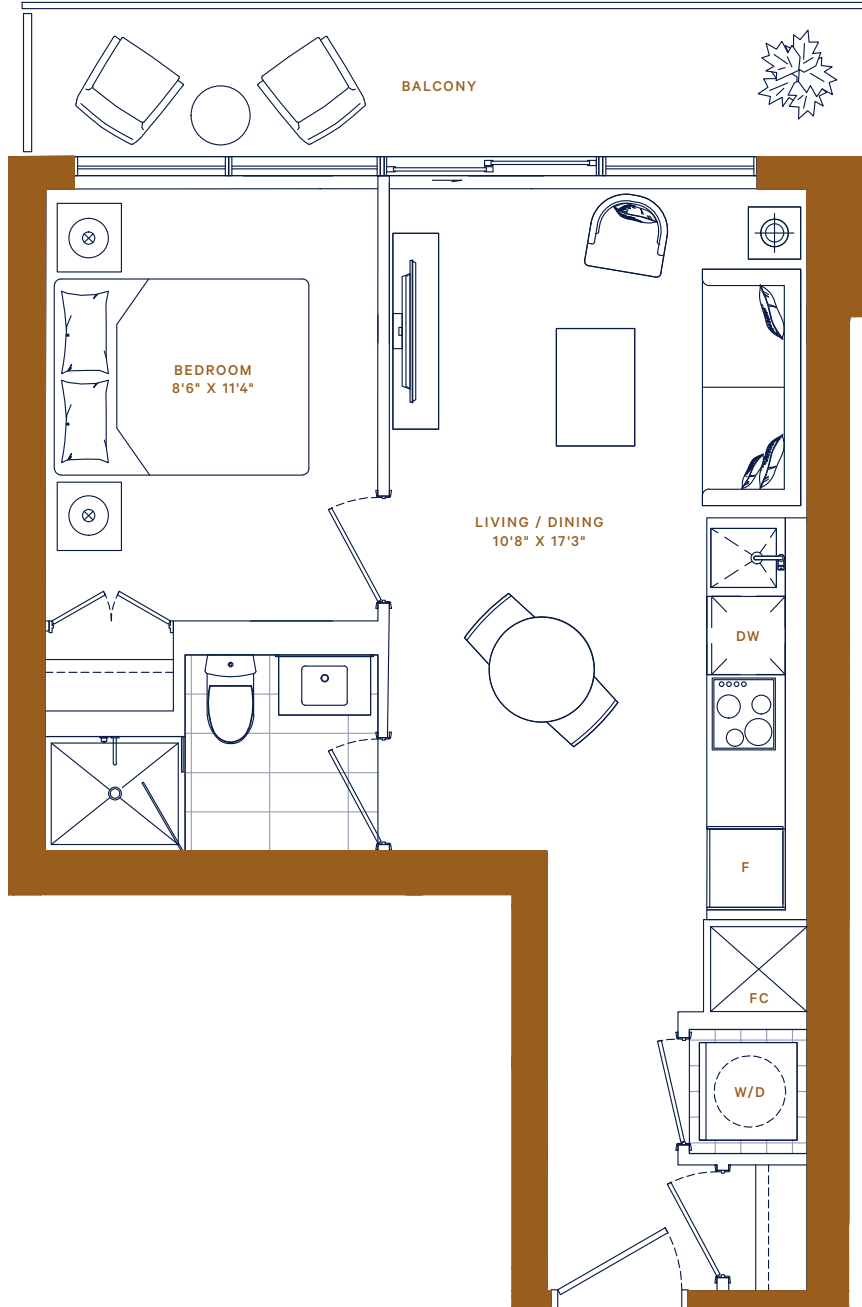 BALCONY
BEDROOM
8'6" X 11'4"
LIVING / DINING
10'8" X 17'3"
DW
F
FC
W/D